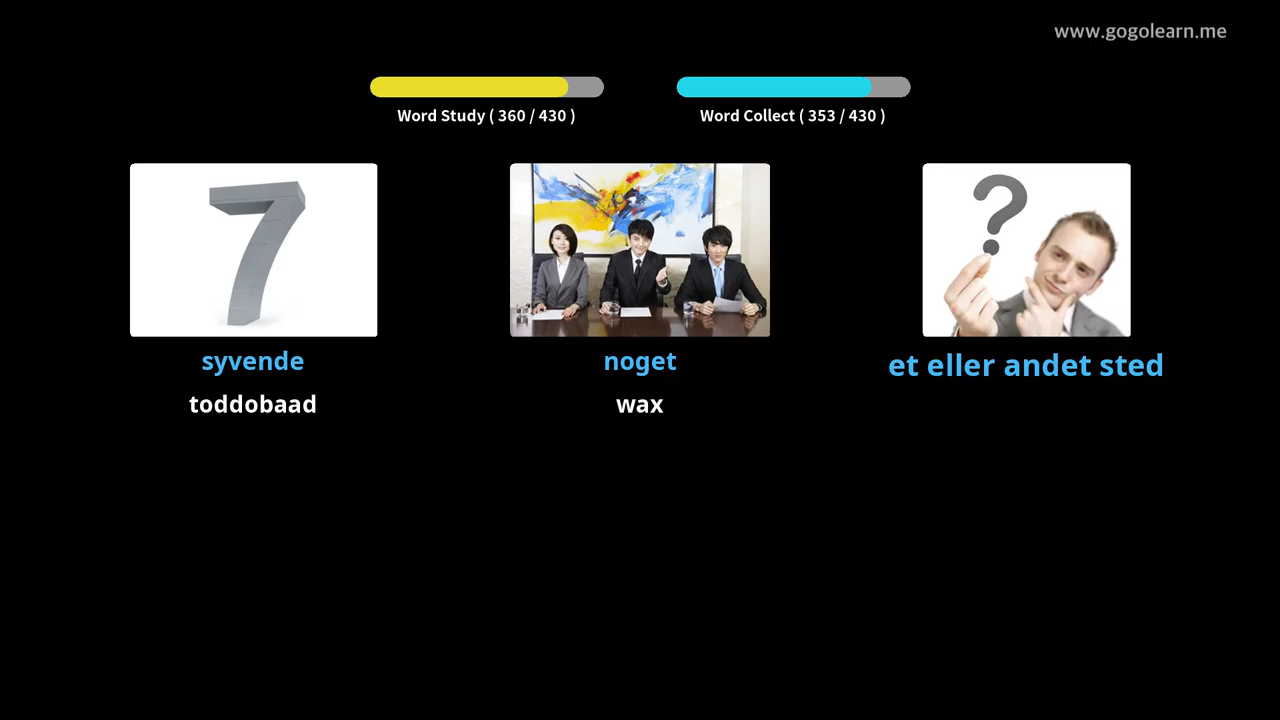 www.gogolearn.me
Word Study ( 360 / 430 )
Word Collect ( 353 / 430 )
7
?
syvende
noget
et eller andet sted
toddobaad
wax